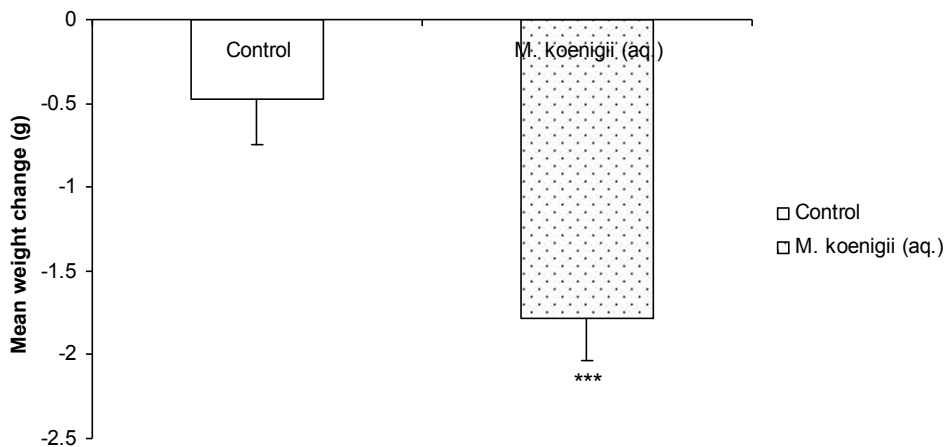 0
-0.5
-1
-1.5
-2
-2.5
Mean weight change (g)
Control
M. koenigii (aq.)
***
Control
M. koenigii (aq.)